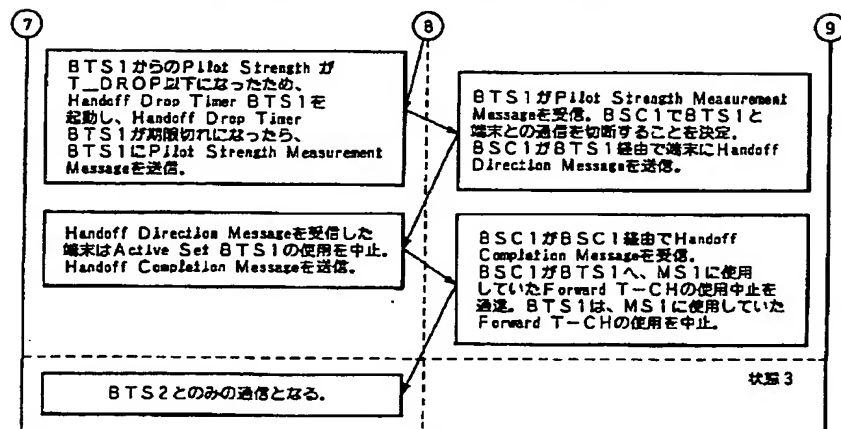 7
8
9
BTS1からのPilot Strength が
T_DROP以下になったため、
Handoff Drop Timer BTS1を
起動し、Handoff Drop Timer
BTS1が期限切れになったら、
BTS1にPilot Strength Measurement
Messageを送信。
BTS1がPilot Strength Measurement
Messageを受信。BSC1でBTS1と
端末との通信を切断することを決定。
BSC1がBTS1経由で端末にHandoff
Direction Messageを送信。
Handoff Direction Messageを受信した
端末はActive Set BTS1の使用を中止。
Handoff Completion Messageを送信。
BSC1がBSC1経由でHandoff
Completion Messageを受信。
BSC1がBTS1へ、MS1に使用
していたForward T-CHの使用中止を
通達。BTS1は、MS1に使用していた
Forward T-CHの使用を中止。
状態3
BTS2とのみの通信となる。